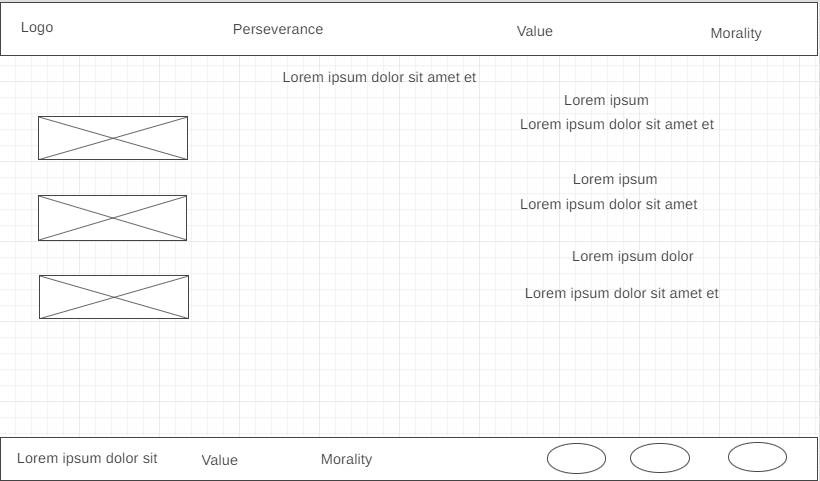 Logo
Perseverance
Value
Morality
Lorem ipsum dolor sit amet et
Lorem ipsum
Lorem ipsum dolor sit amet et
Lorem ipsum
Lorem ipsum dolor sit amet
Lorem ipsum dolor
Lorem ipsum dolor sit amet et
Lorem ipsum dolor sit
Value
Morality